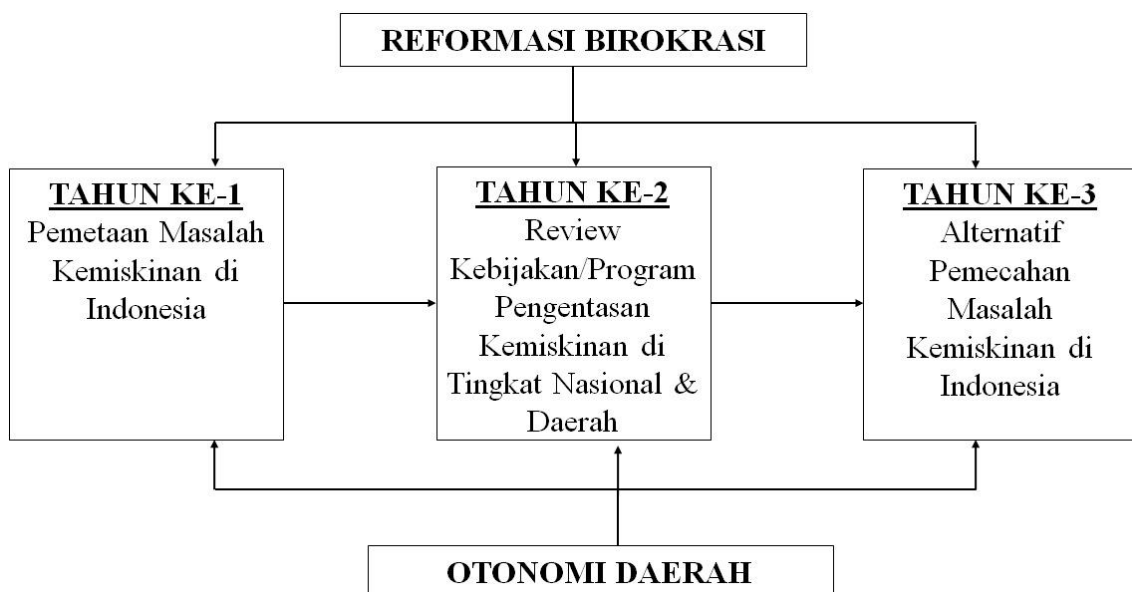 REFORMASI BIROKRASI
TAHUN KE-1
Pemetaan Masalah
Kemiskinan di
Indonesia
TAHUN KE-2
Review
Kebijakan/Program
Pengentasan
Kemiskinan di
Tingkat Nasional &
Daerah
TAHUN KE-3
Alternatif
Pemecahan
Masalah
Kemiskinan di
Indonesia
OTONOMI DAERAH